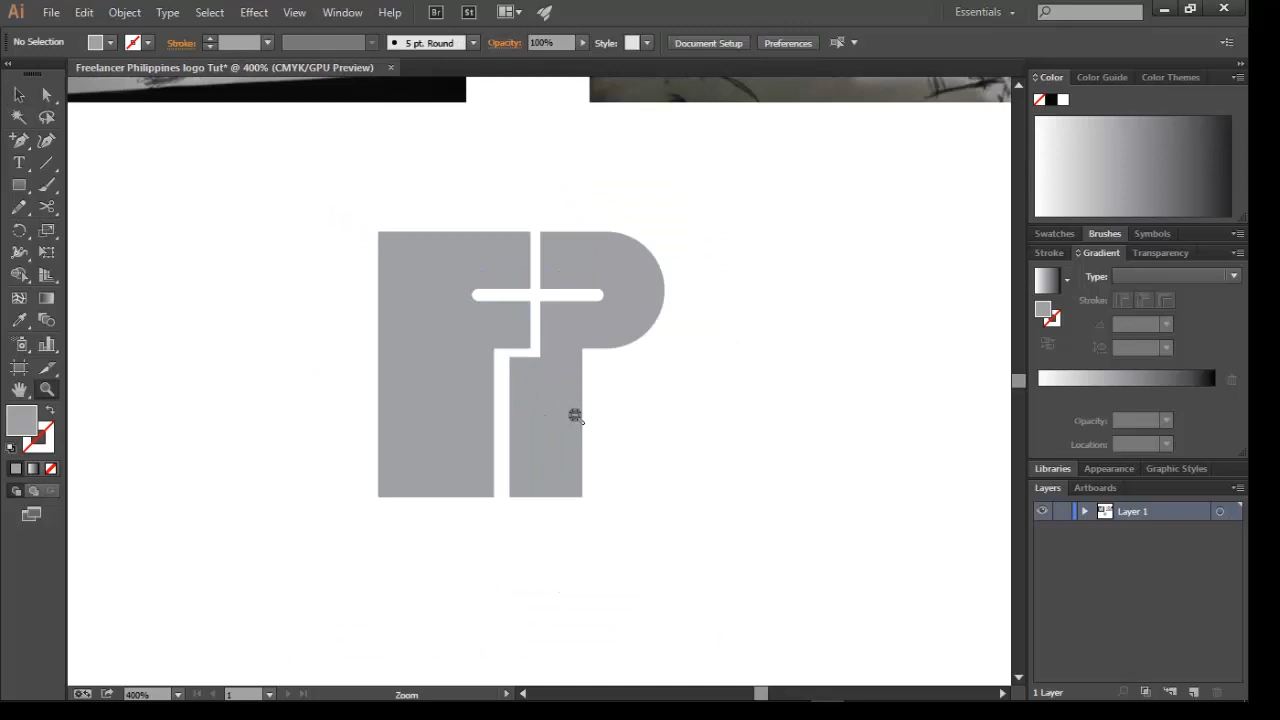 Ai File Edit Object Type Select Effect View Window Help Br St Essentials
No Selection Stroke: 5 pt. Round Opacity: 100% Style: Document Setup Preferences
Freelancer Philippines logo Tut* @ 400% (CMYK/GPU Preview) ×
Color Color Guide Color Themes
Swatches Brushes Symbols
Stroke Gradient Transparency
Type:
Stroke:
Opacity:
Location:
Libraries Appearance Graphic Styles
Layers Artboards
Layer 1
FP
T
400% 1 Zoom
1 Layer